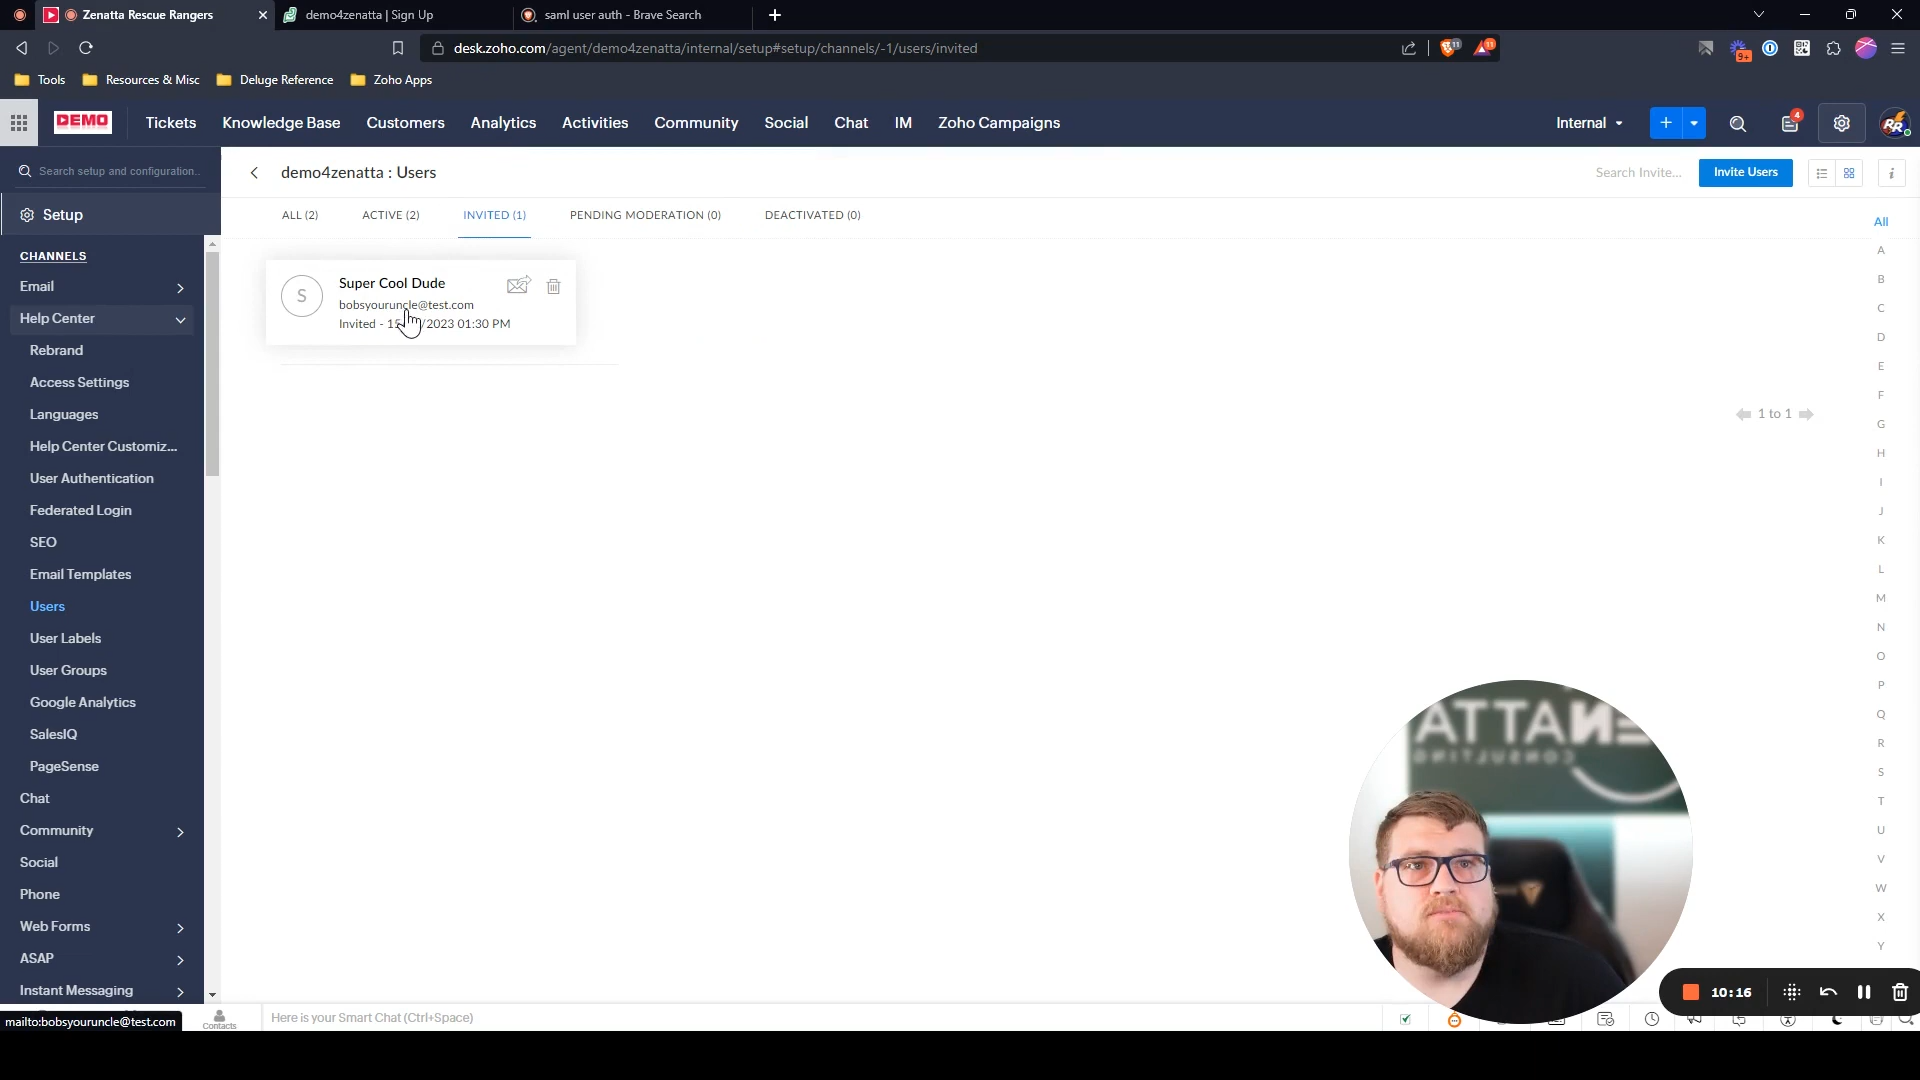 Zenatta Rescue Rangers
demo4zenatta | Sign Up
saml user auth - Brave Search
desk.zoho.com/agent/demo4zenatta/internal/setup#setup/channels/-1/users/invited
11
11
9+
Tools
Resources & Misc
Deluge Reference
Zoho Apps
DEMO
Tickets
Knowledge Base
Customers
Analytics
Activities
Community
Social
Chat
IM
Zoho Campaigns
Internal
4
RR
Search setup and configuration..
demo4zenatta : Users
Search Invite...
Invite Users
i
Setup
ALL (2)
ACTIVE (2)
INVITED (1)
PENDING MODERATION (0)
DEACTIVATED (0)
CHANNELS
Email
Help Center
Rebrand
Access Settings
Languages
Help Center Customiz...
User Authentication
Federated Login
SEO
Email Templates
Users
User Labels
User Groups
Google Analytics
SalesIQ
PageSense
Chat
Community
Social
Phone
Web Forms
ASAP
Instant Messaging
S
Super Cool Dude
bobsyouruncle@test.com
Invited - 15 /2023 01:30 PM
1 to 1
All
A
B
C
D
E
F
G
H
I
J
K
L
M
N
O
P
Q
R
S
T
U
V
W
X
Y
10:16
mailto:bobsyouruncle@test.com
Contacts
Here is your Smart Chat (Ctrl+Space)